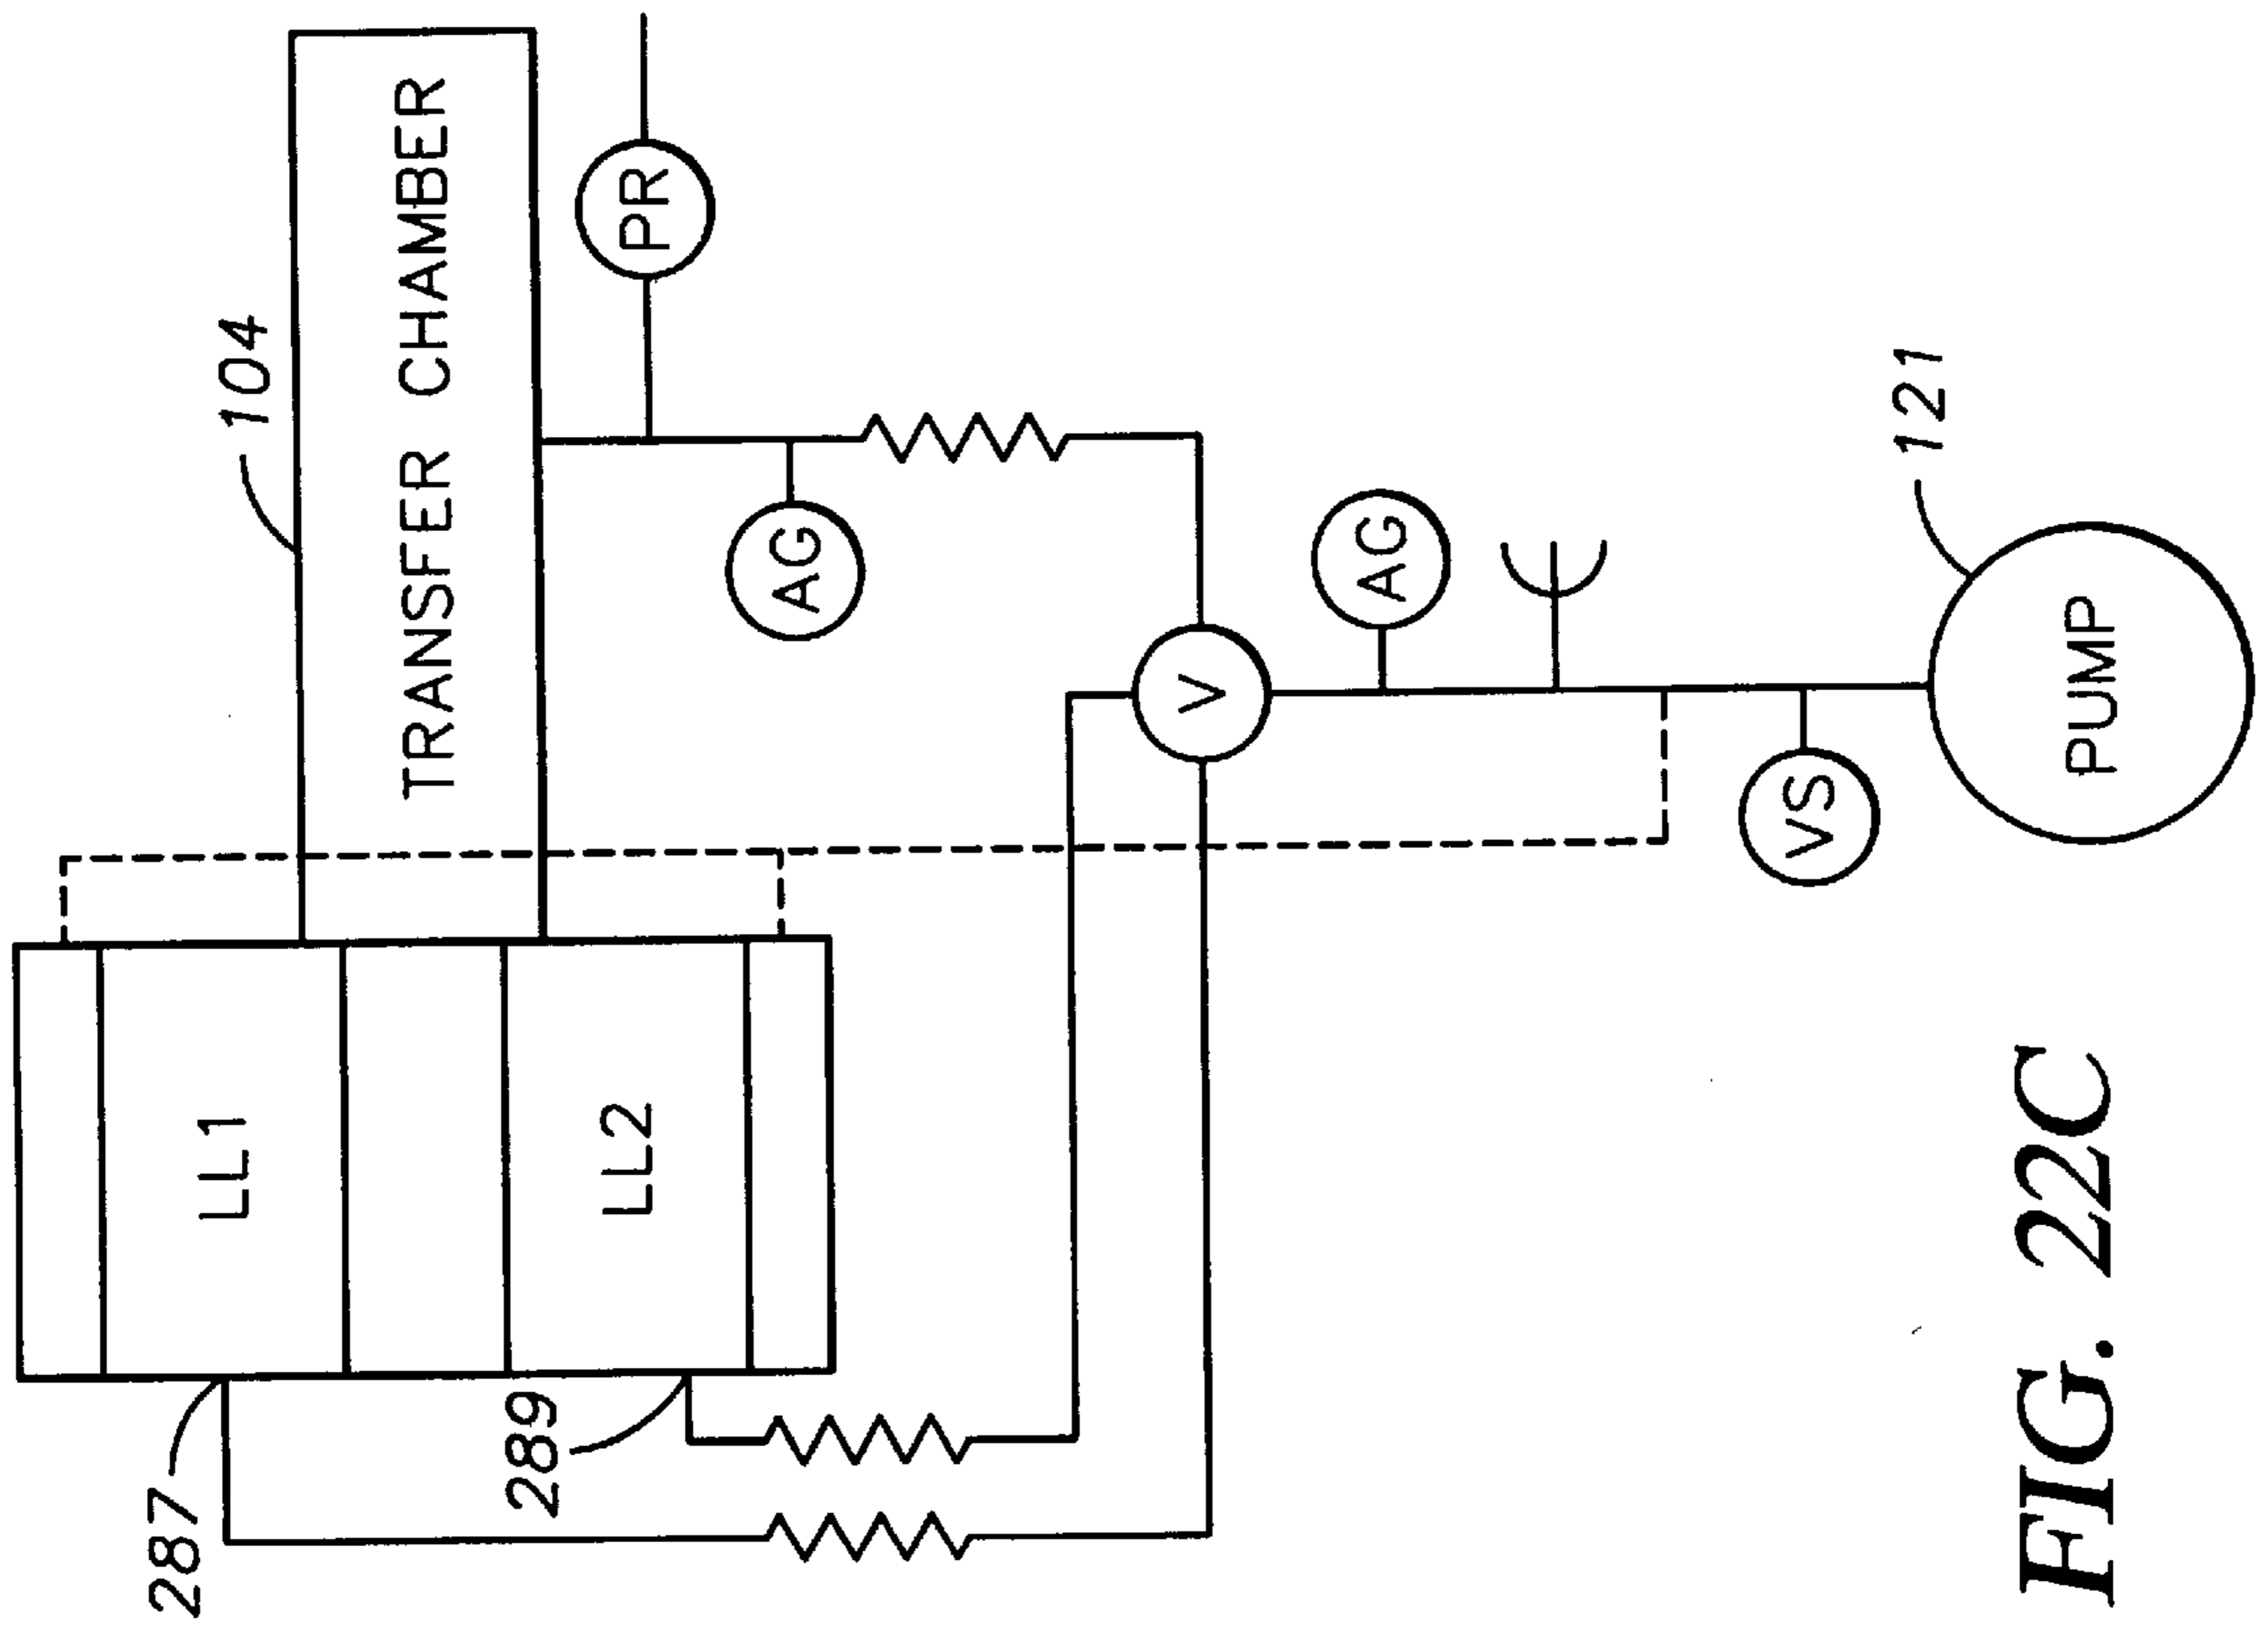 287
LL1
104
289
LL2
TRANSFER CHAMBER
PR
AG
V
AG
VS
121
PUMP
FIG. 22C